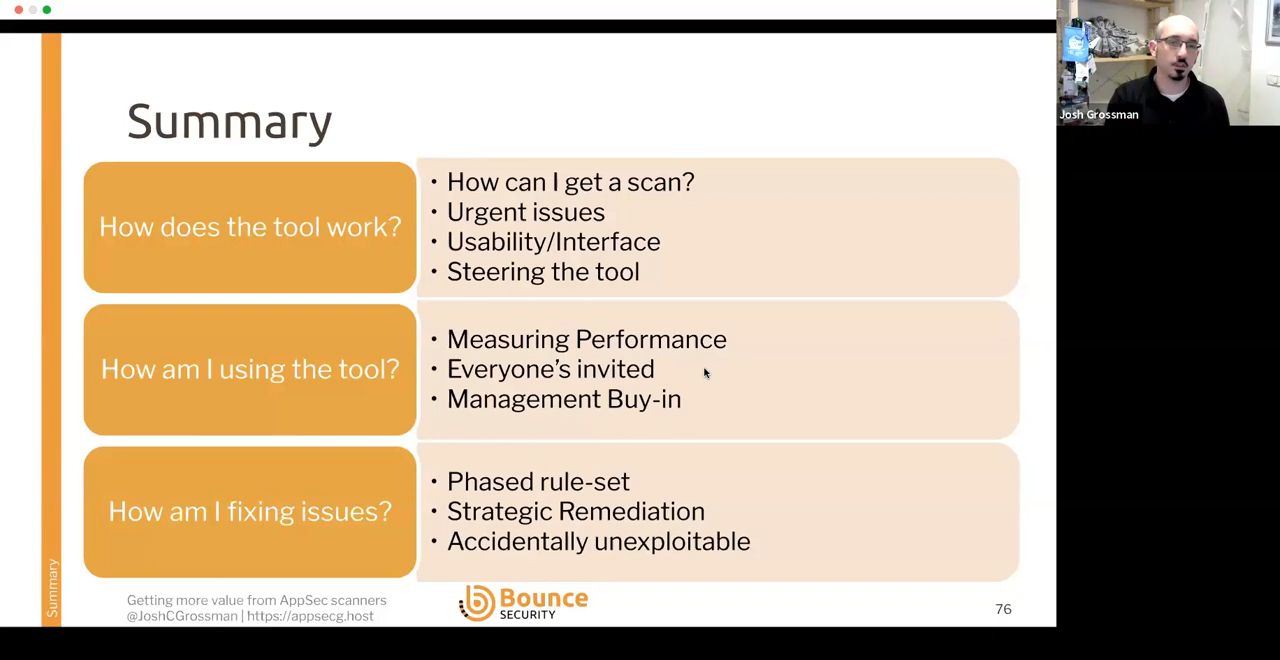 Summary
How does the tool work?
• How can I get a scan?
• Urgent issues
• Usability/Interface
• Steering the tool
How am I using the tool?
• Measuring Performance
• Everyone’s invited
• Management Buy-in
How am I fixing issues?
• Phased rule-set
• Strategic Remediation
• Accidentally unexploitable
Summary
Getting more value from AppSec scanners
@JoshCGrossman | https://appsecg.host
Bounce
SECURITY
76
Josh Grossman